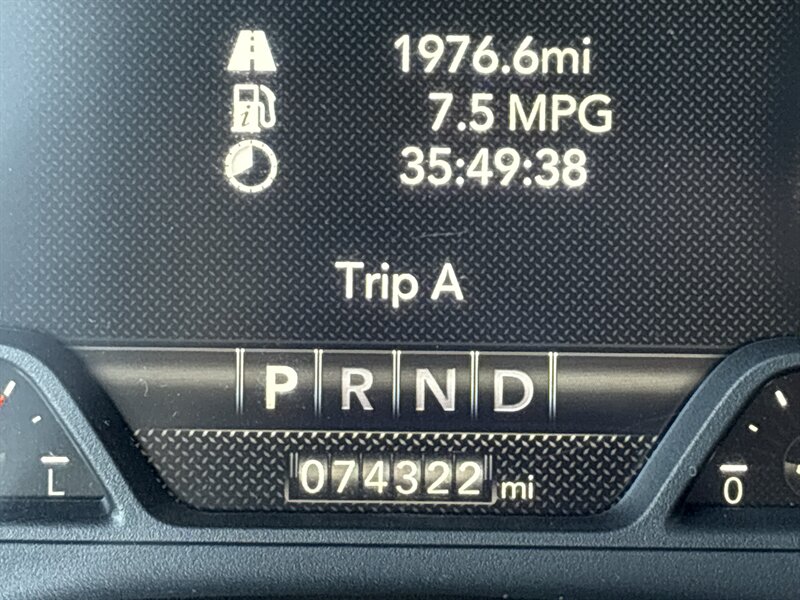 1976.6mi
i 7.5 MPG
35:49:38
Trip A
P R N D
074322 mi
L
0